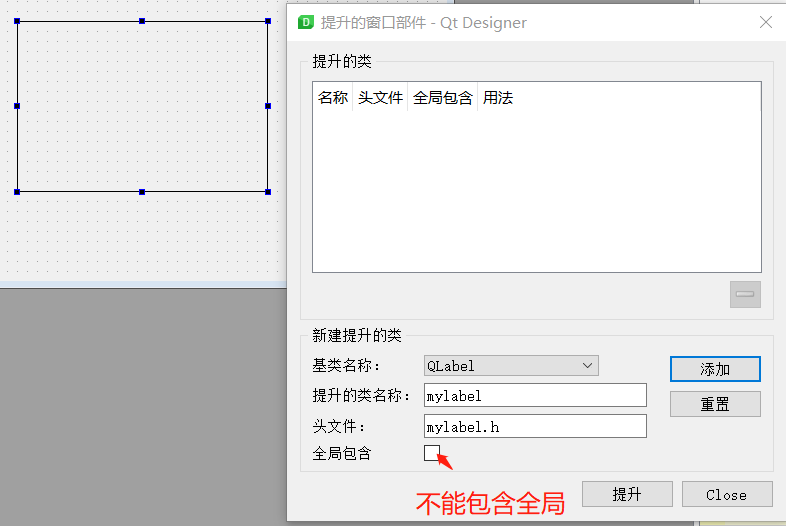 提升的窗口部件 - Qt Designer
提升的类
名称 头文件 全局包含 用法
新建提升的类
基类名称： QLabel 添加
提升的类名称： mylabel 重置
头文件： mylabel.h
全局包含
不能包含全局
提升 Close